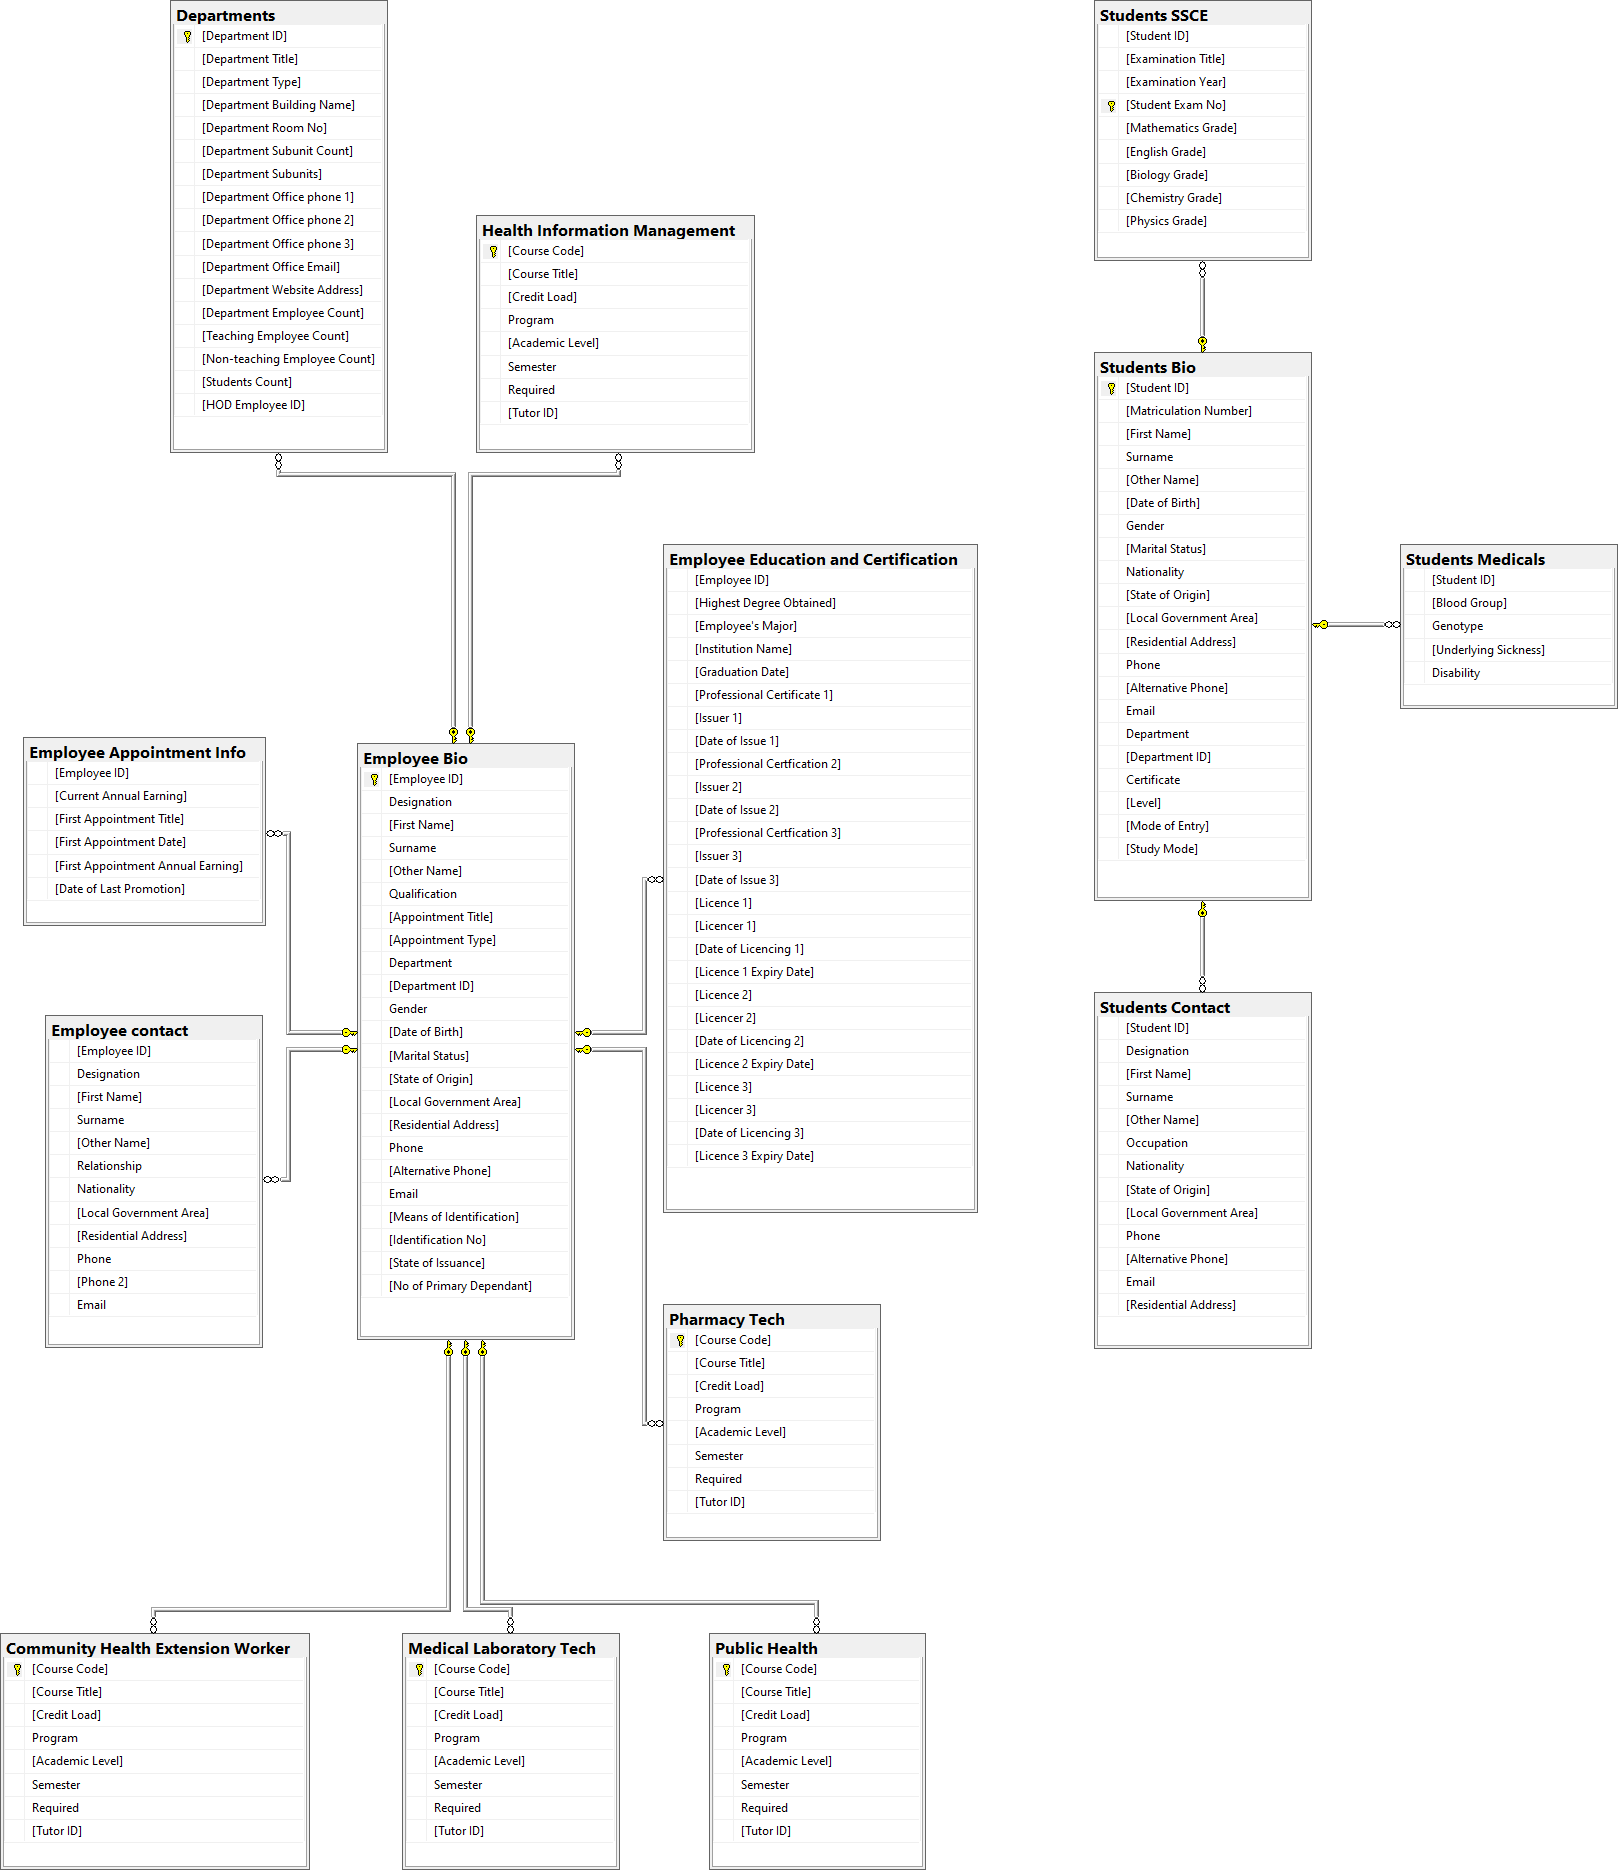 Departments
[Department ID]
[Department Title]
[Department Type]
[Department Building Name]
[Department Room No]
[Department Subunit Count]
[Department Subunits]
[Department Office phone 1]
[Department Office phone 2]
[Department Office phone 3]
[Department Office Email]
[Department Website Address]
[Department Employee Count]
[Teaching Employee Count]
[Non-teaching Employee Count]
[Students Count]
[HOD Employee ID]
Health Information Management
[Course Code]
[Course Title]
[Credit Load]
Program
[Academic Level]
Semester
Required
[Tutor ID]
Students SSCE
[Student ID]
[Examination Title]
[Examination Year]
[Student Exam No]
[Mathematics Grade]
[English Grade]
[Biology Grade]
[Chemistry Grade]
[Physics Grade]
Students Bio
[Student ID]
[Matriculation Number]
[First Name]
Surname
[Other Name]
[Date of Birth]
Gender
[Marital Status]
Nationality
[State of Origin]
[Local Government Area]
[Residential Address]
Phone
[Alternative Phone]
Email
Department
[Department ID]
Certificate
[Level]
[Mode of Entry]
[Study Mode]
Students Medicals
[Student ID]
[Blood Group]
Genotype
[Underlying Sickness]
Disability
Employee Education and Certification
[Employee ID]
[Highest Degree Obtained]
[Employee's Major]
[Institution Name]
[Graduation Date]
[Professional Certificate 1]
[Issuer 1]
[Date of Issue 1]
[Professional Certfication 2]
[Issuer 2]
[Date of Issue 2]
[Professional Certfication 3]
[Issuer 3]
[Date of Issue 3]
[Licence 1]
[Licencer 1]
[Date of Licencing 1]
[Licence 1 Expiry Date]
[Licence 2]
[Licencer 2]
[Date of Licencing 2]
[Licence 2 Expiry Date]
[Licence 3]
[Licencer 3]
[Date of Licencing 3]
[Licence 3 Expiry Date]
Employee Appointment Info
[Employee ID]
[Current Annual Earning]
[First Appointment Title]
[First Appointment Date]
[First Appointment Annual Earning]
[Date of Last Promotion]
Employee Bio
[Employee ID]
Designation
[First Name]
Surname
[Other Name]
Qualification
[Appointment Title]
[Appointment Type]
Department
[Department ID]
Gender
[Date of Birth]
[Marital Status]
[State of Origin]
[Local Government Area]
[Residential Address]
Phone
[Alternative Phone]
Email
[Means of Identification]
[Identification No]
[State of Issuance]
[No of Primary Dependant]
Employee contact
[Employee ID]
Designation
[First Name]
Surname
[Other Name]
Relationship
Nationality
[Local Government Area]
[Residential Address]
Phone
[Phone 2]
Email
Students Contact
[Student ID]
Designation
[First Name]
Surname
[Other Name]
Occupation
Nationality
[State of Origin]
[Local Government Area]
Phone
[Alternative Phone]
Email
[Residential Address]
Pharmacy Tech
[Course Code]
[Course Title]
[Credit Load]
Program
[Academic Level]
Semester
Required
[Tutor ID]
Community Health Extension Worker
[Course Code]
[Course Title]
[Credit Load]
Program
[Academic Level]
Semester
Required
[Tutor ID]
Medical Laboratory Tech
[Course Code]
[Course Title]
[Credit Load]
Program
[Academic Level]
Semester
Required
[Tutor ID]
Public Health
[Course Code]
[Course Title]
[Credit Load]
Program
[Academic Level]
Semester
Required
[Tutor ID]